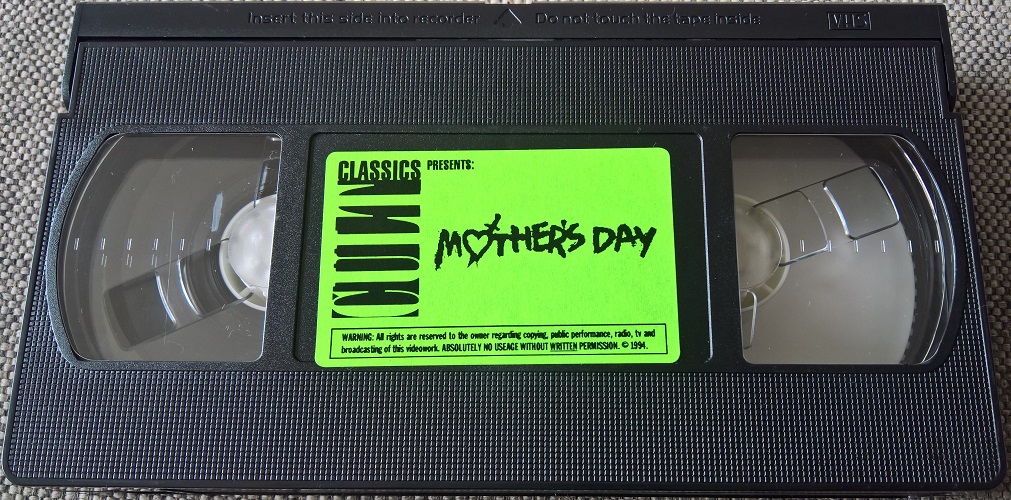 Insert this side into recorder Do not touch the tape inside VHS
CLASSICS PRESENTS:
MOTHER'S DAY
WARNING: All rights are reserved to the owner regarding copying, public performance, radio, tv and
broadcasting of this videowork. ABSOLUTELY NO USEAGE WITHOUT WRITTEN PERMISSION. © 1994.